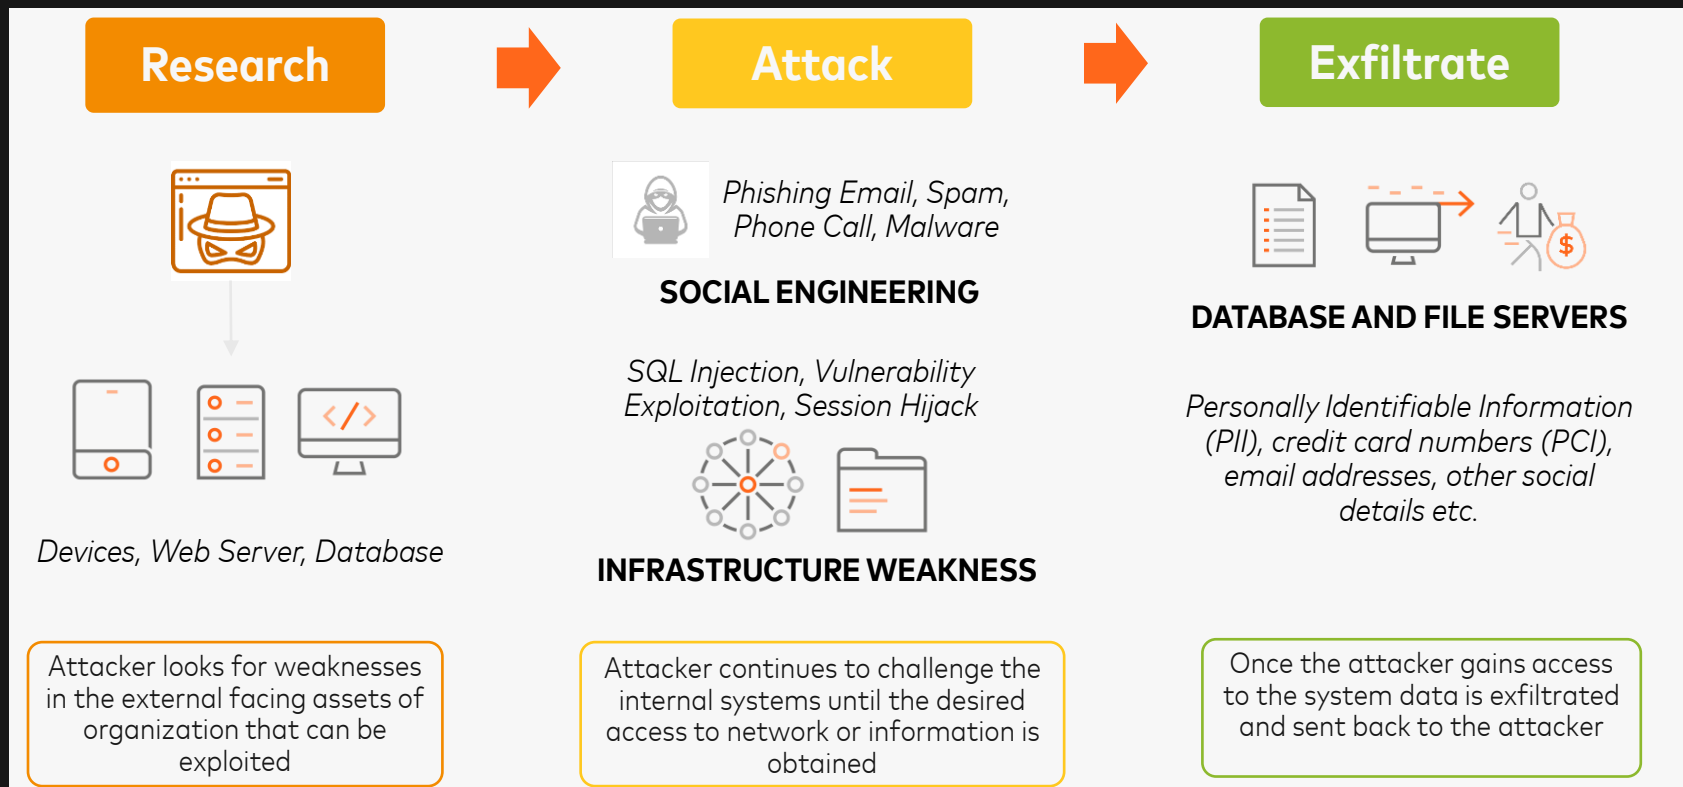 Research
Attack
Exfiltrate
Phishing Email, Spam,
Phone Call, Malware
SOCIAL ENGINEERING
SQL Injection, Vulnerability
Exploitation, Session Hijack
INFRASTRUCTURE WEAKNESS
$
DATABASE AND FILE SERVERS
Personally Identifiable Information
(PII), credit card numbers (PCI),
email addresses, other social
details etc.
</>
Devices, Web Server, Database
Attacker looks for weaknesses
in the external facing assets of
organization that can be
exploited
Attacker continues to challenge the
internal systems until the desired
access to network or information is
obtained
Once the attacker gains access
to the system data is exfiltrated
and sent back to the attacker